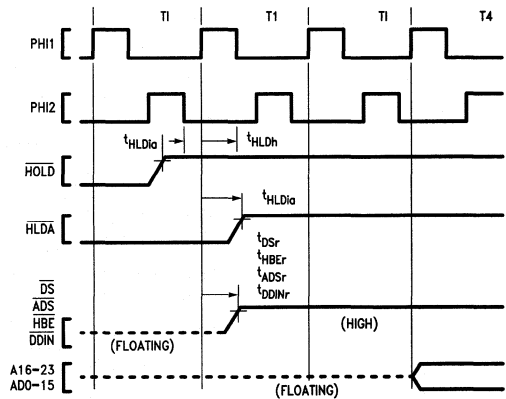 TI T1 TI T4
PHI1
PHI2
tHLDia tHLDh
HOLD
tHLDia
HLDA
tDSr
tHBEr
tADSr
tDDINr
DS
ADS
HBE
DDIN
(HIGH)
(FLOATING)
A16-23
AD0-15
(FLOATING)